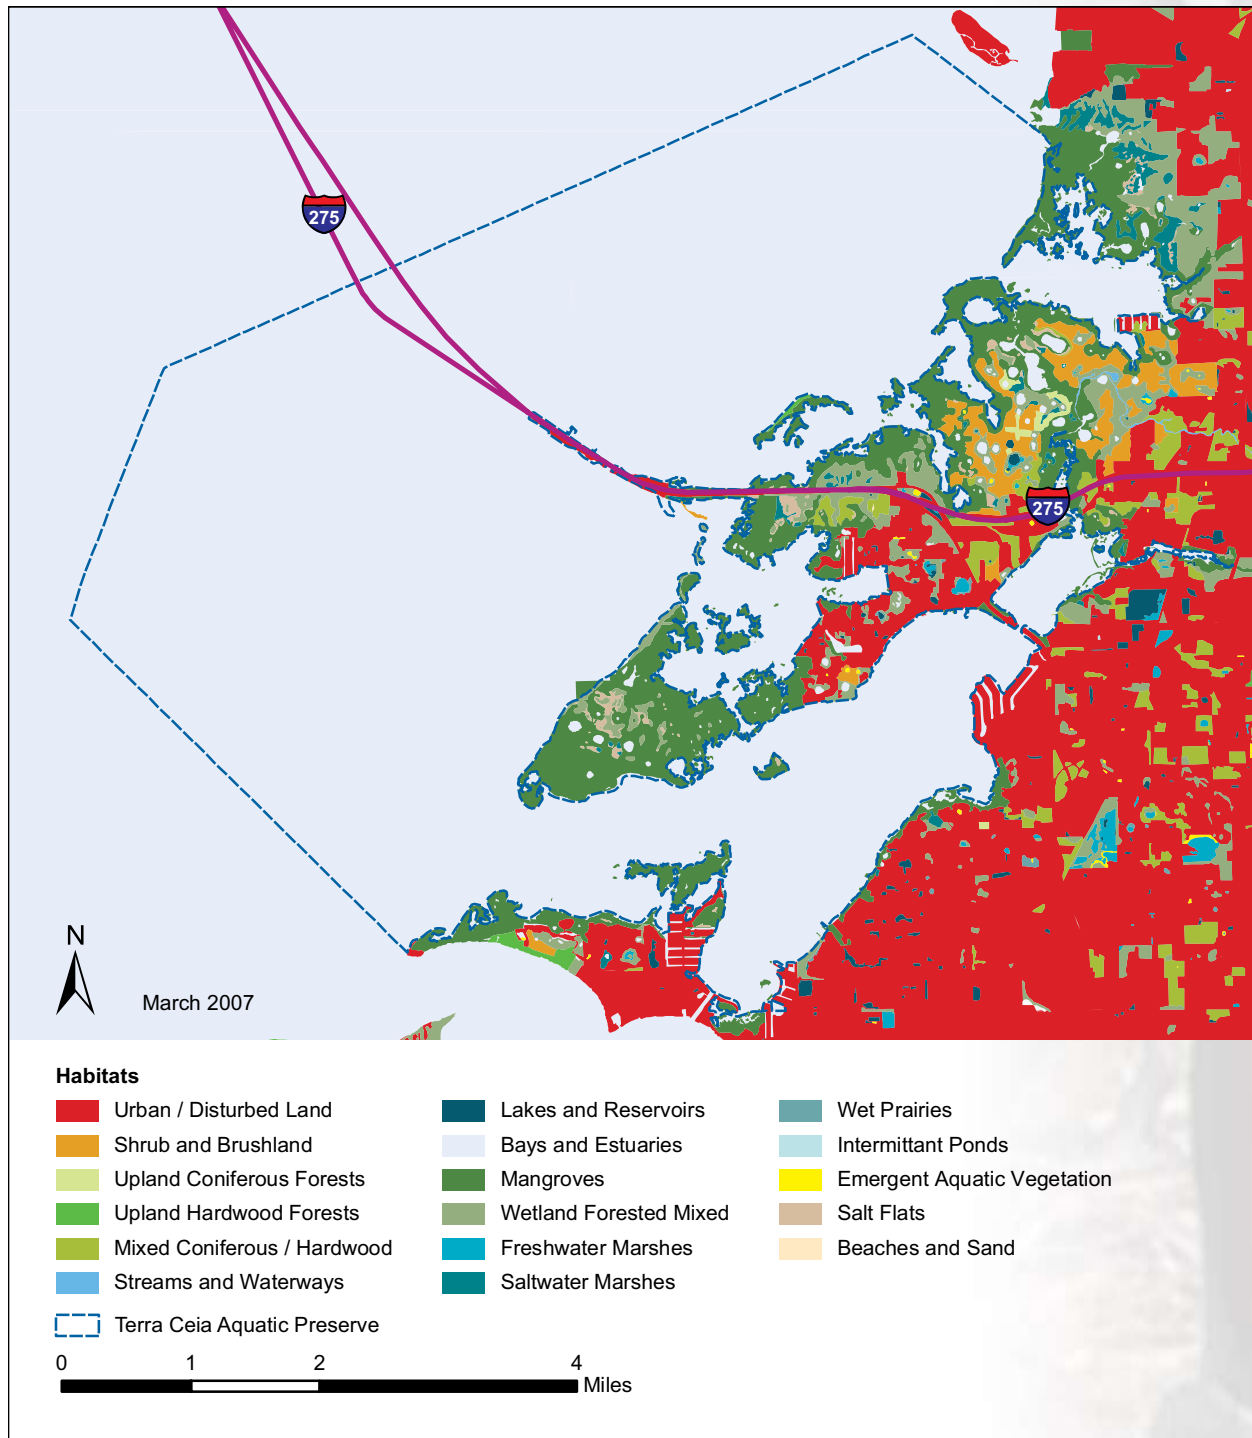 275
275
N
March 2007
Habitats
Urban / Disturbed Land
Shrub and Brushland
Upland Coniferous Forests
Upland Hardwood Forests
Mixed Coniferous / Hardwood
Streams and Waterways
Lakes and Reservoirs
Bays and Estuaries
Mangroves
Wetland Forested Mixed
Freshwater Marshes
Saltwater Marshes
Wet Prairies
Intermittant Ponds
Emergent Aquatic Vegetation
Salt Flats
Beaches and Sand
Terra Ceia Aquatic Preserve
0 1 2 4
Miles